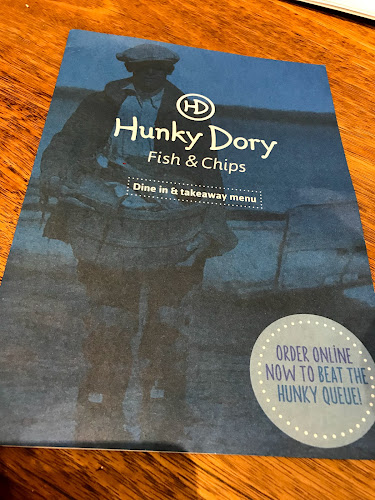 HD
Hunky Dory
Fish & Chips
Dine in & takeaway menu
ORDER ONLINE
NOW TO BEAT THE
HUNKY QUEUE!